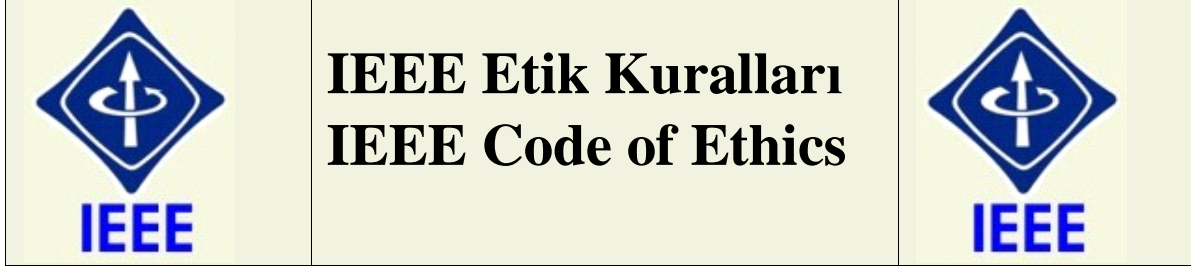 IEEE Etik Kuralları
IEEE Code of Ethics
IEEE
IEEE